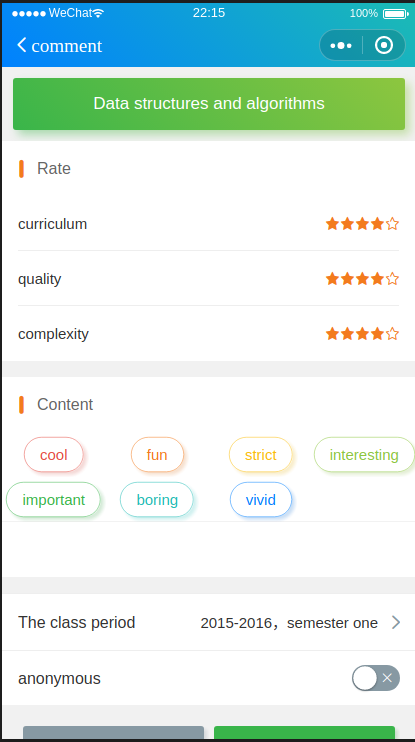 WeChat 22:15 100%
comment
Data structures and algorithms
Rate
curriculum
quality
complexity
Content
cool fun strict interesting
important boring vivid
The class period 2015-2016，semester one
anonymous